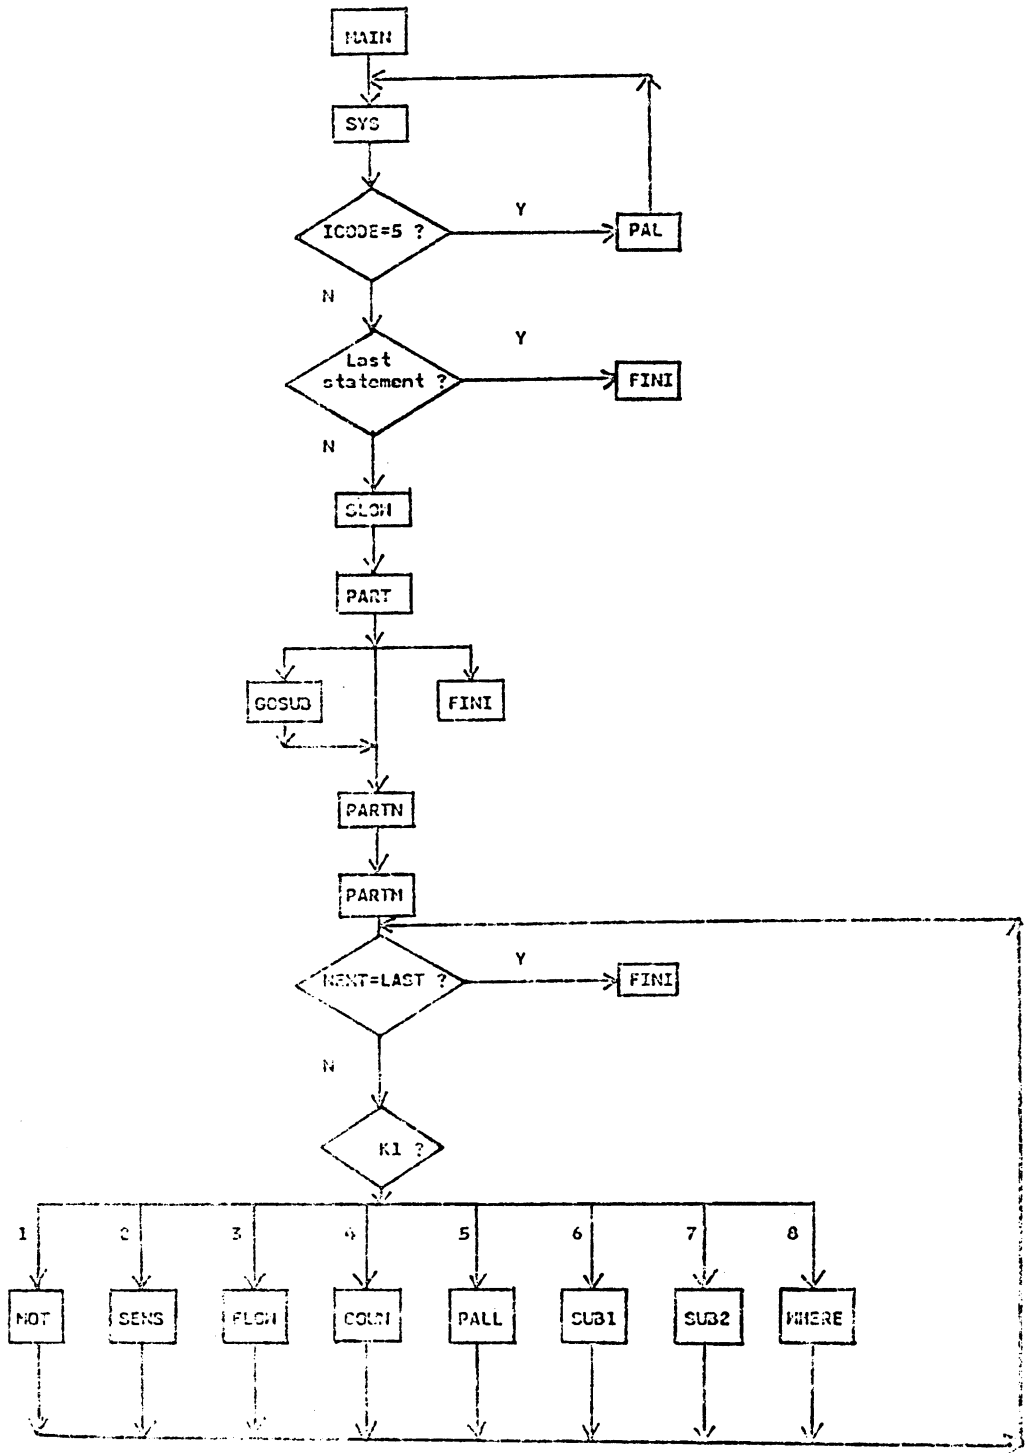 MAIN
SYS
ICODE=5 ?
Y
PAL
N
Last
statement ?
Y
FINI
N
PART
GOSUB
FINI
PARTN
PARTM
NEXT=LAST ?
Y
FINI
N
K1 ?
1 2 3 4 5 6 7 8
MOT SENS PALL SUB1 SUB2 WHERE